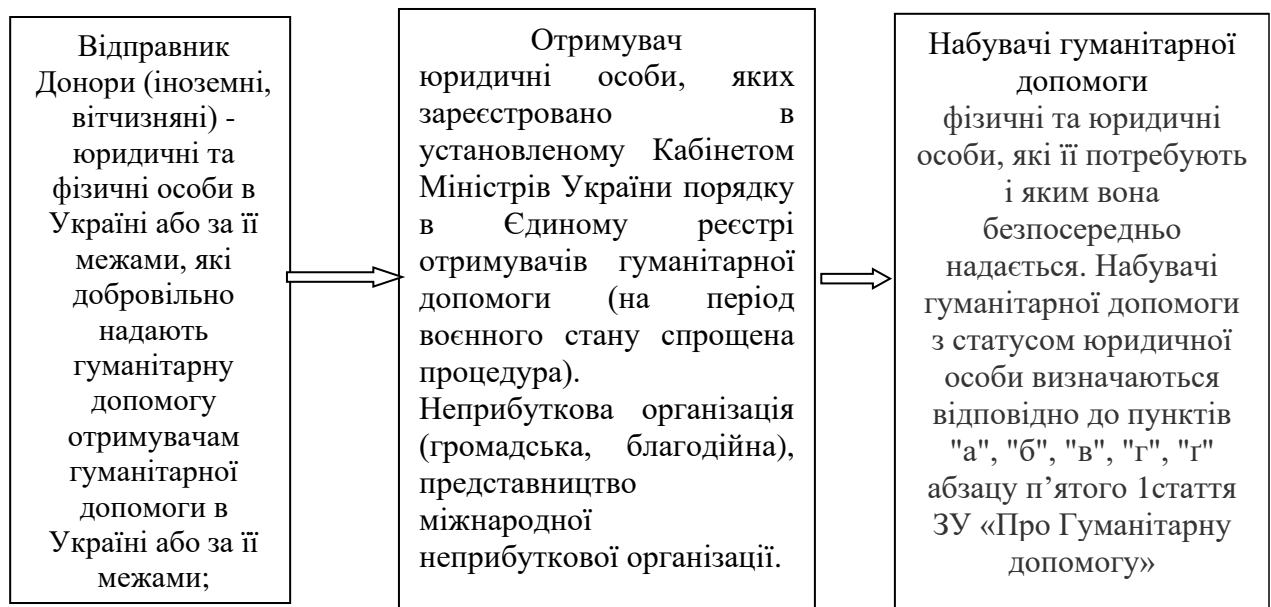 Відправник
Донори (іноземні,
вітчизняні) -
юридичні та
фізичні особи в
Україні або за її
межами, які
добровільно
надають
гуманітарну
допомогу
отримувачам
гуманітарної
допомоги в
Україні або за її
межами;
Отримувач
юридичні особи, яких
зареєстровано в
установленому Кабінетом
Міністрів України порядку
в Єдиному реєстрі
отримувачів гуманітарної
допомоги (на період
воєнного стану спрощена
процедура).
Неприбуткова організація
(громадська, благодійна),
представництво
міжнародної
неприбуткової організації.
Набувачі гуманітарної
допомоги
фізичні та юридичні
особи, які її потребують
і яким вона
безпосередньо
надається. Набувачі
гуманітарної допомоги
з статусом юридичної
особи визначаються
відповідно до пунктів
"а", "б", "в", "г", "ґ"
абзацу п’ятого 1стаття
ЗУ «Про Гуманітарну
допомогу»